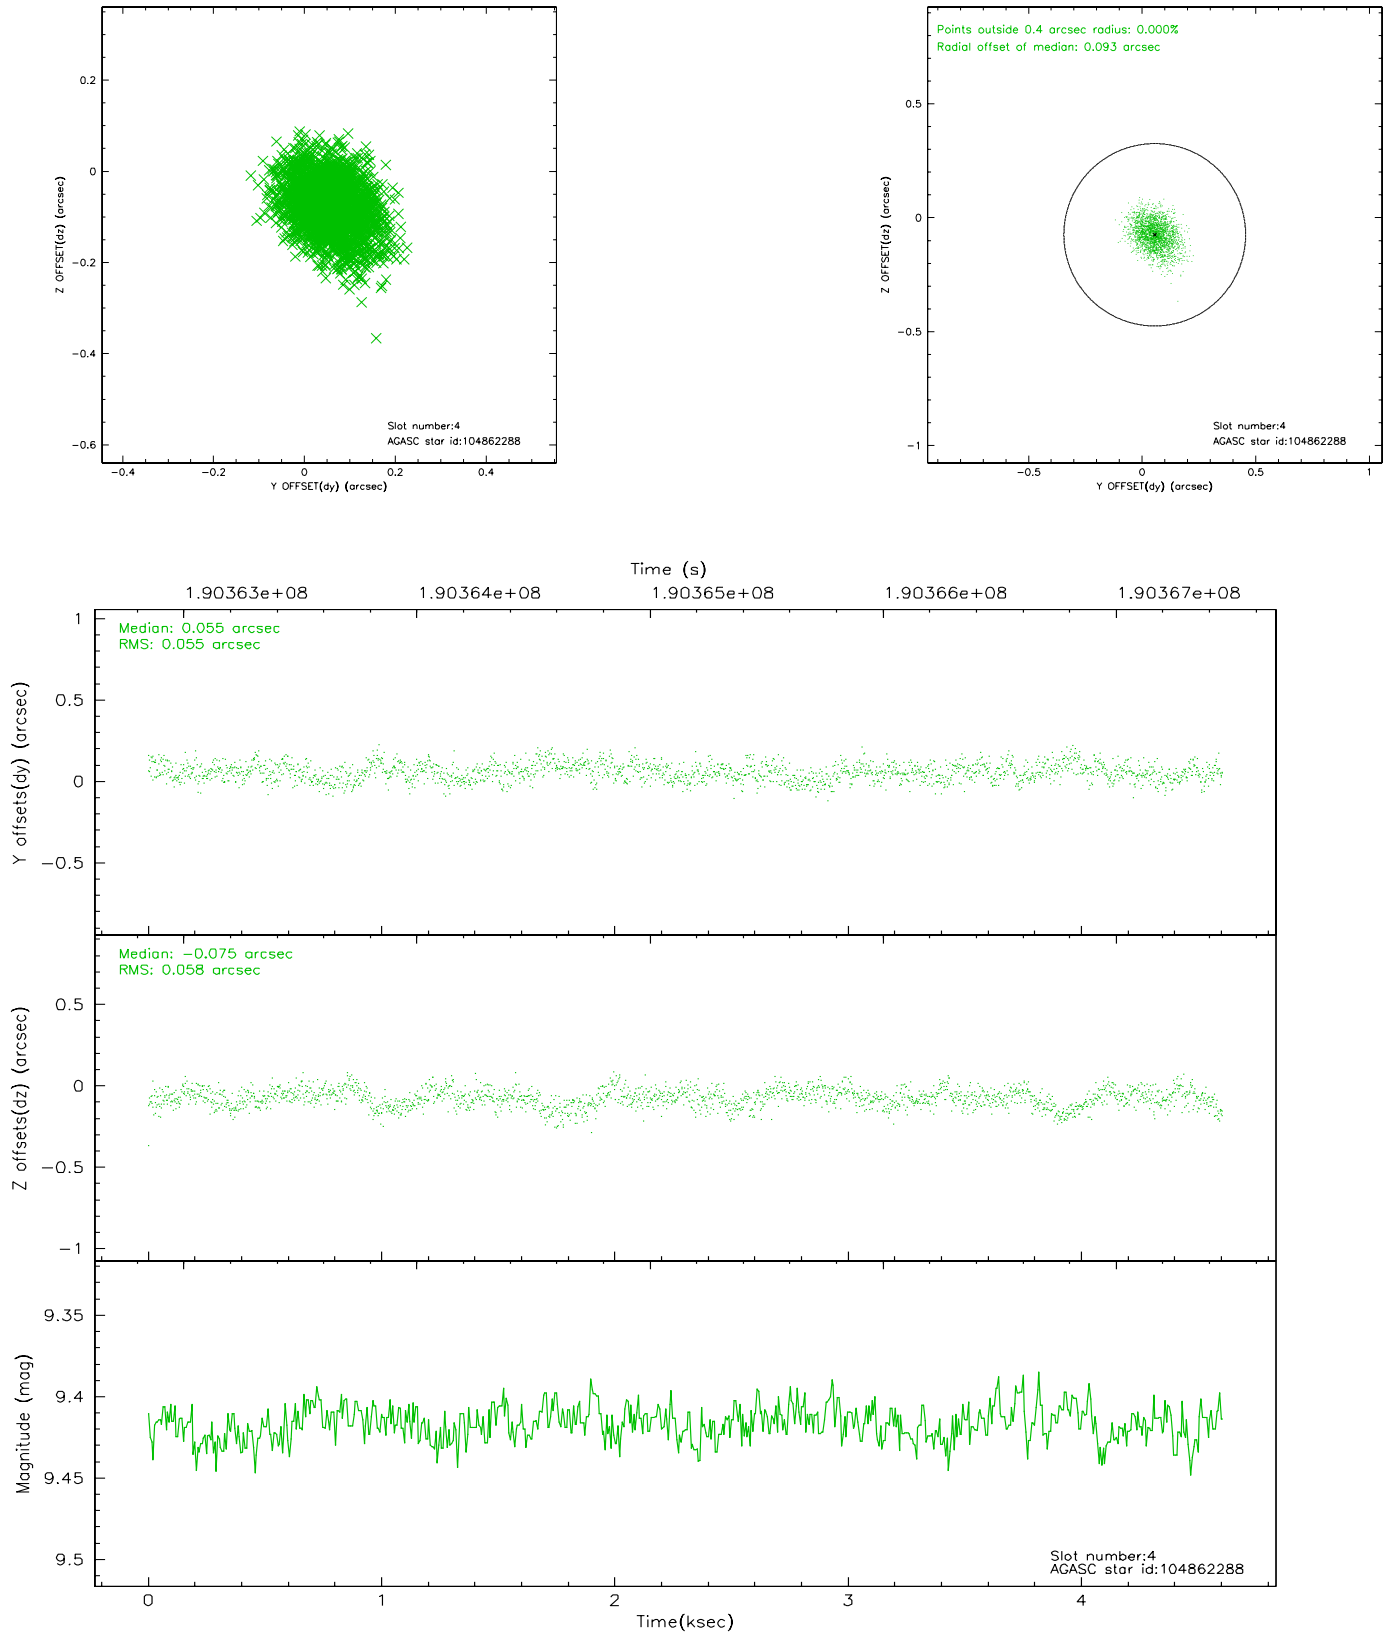 0.2
0
−0.2
−0.4
−0.6
Z OFFSET(dz) (arcsec)
Slot number:4
AGASC star id:104862288
−0.4 −0.2 0 0.2 0.4
Y OFFSET(dy) (arcsec)
Points outside 0.4 arcsec radius: 0.000%
Radial offset of median: 0.093 arcsec
0.5
0
−0.5
−1
Z OFFSET(dz) (arcsec)
Slot number:4
AGASC star id:104862288
−0.5 0 0.5 1
Y OFFSET(dy) (arcsec)
Time (s)
1.90363e+08 1.90364e+08 1.90365e+08 1.90366e+08 1.90367e+08
Median: 0.055 arcsec
RMS: 0.055 arcsec
1
0.5
0
−0.5
Y offsets(dy) (arcsec)
Median: −0.075 arcsec
RMS: 0.058 arcsec
0.5
0
−0.5
−1
Z offsets(dz) (arcsec)
9.35
9.4
9.45
9.5
Magnitude (mag)
Slot number:4
AGASC star id:104862288
0 1 2 3 4
Time(ksec)